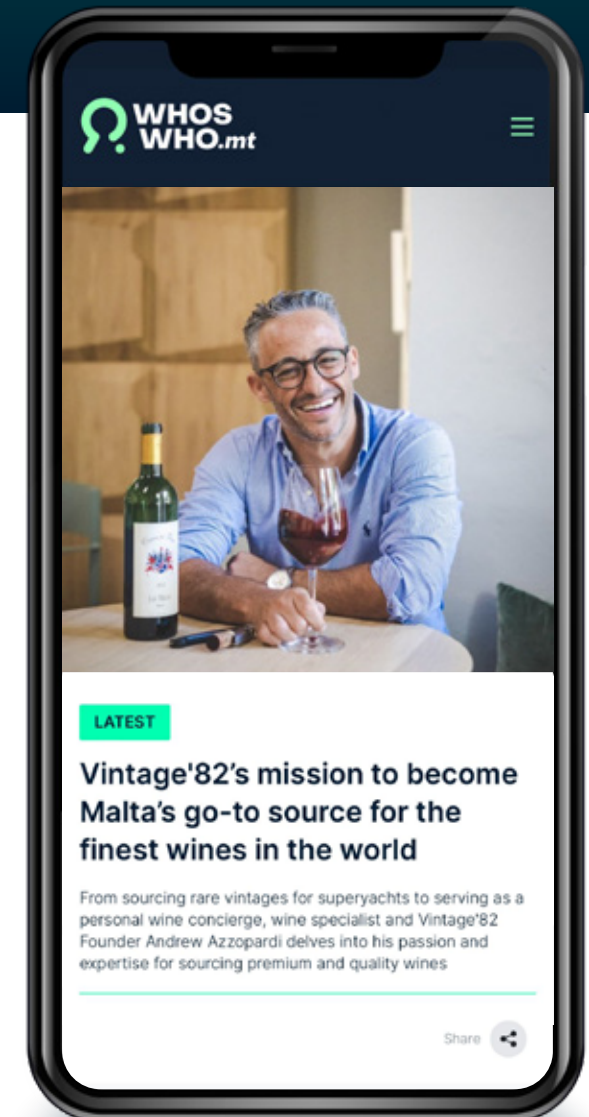 WHOS
WHO.mt
LATEST
Vintage'82’s mission to become
Malta’s go-to source for the
finest wines in the world
From sourcing rare vintages for superyachts to serving as a
personal wine concierge, wine specialist and Vintage'82
Founder Andrew Azzopardi delves into his passion and
expertise for sourcing premium and quality wines
Share